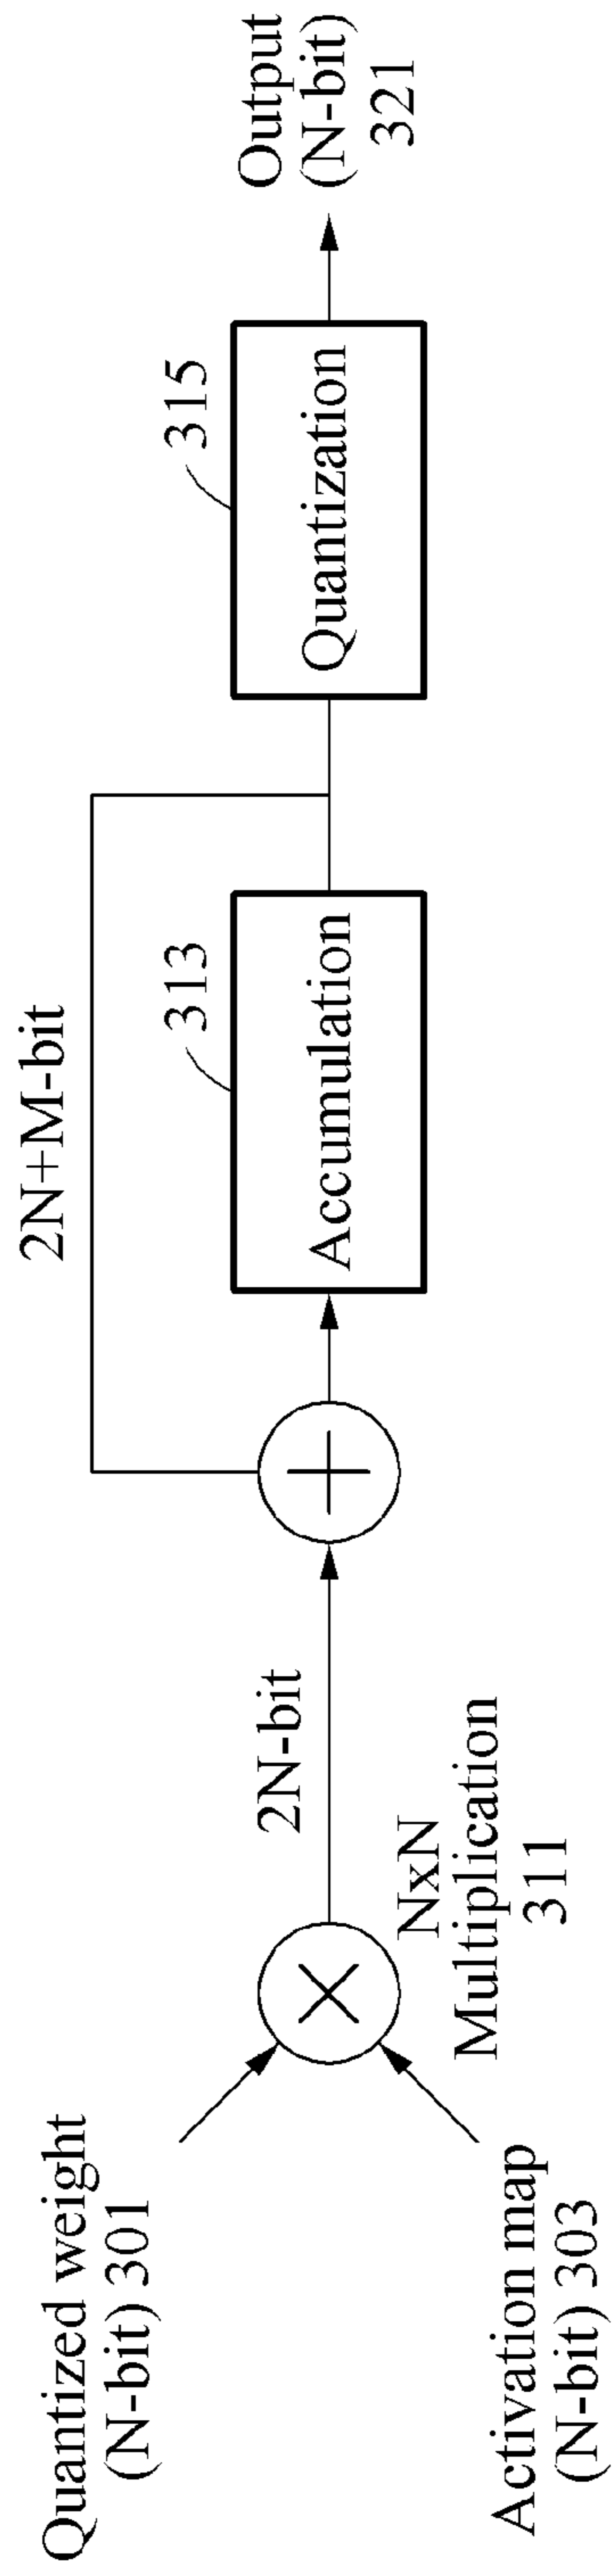 Quantized weight
(N-bit) 301
Activation map
(N-bit) 303
NxN
Multiplication
311
2N-bit
2N+M-bit
313
Accumulation
315
Quantization
Output
(N-bit)
321